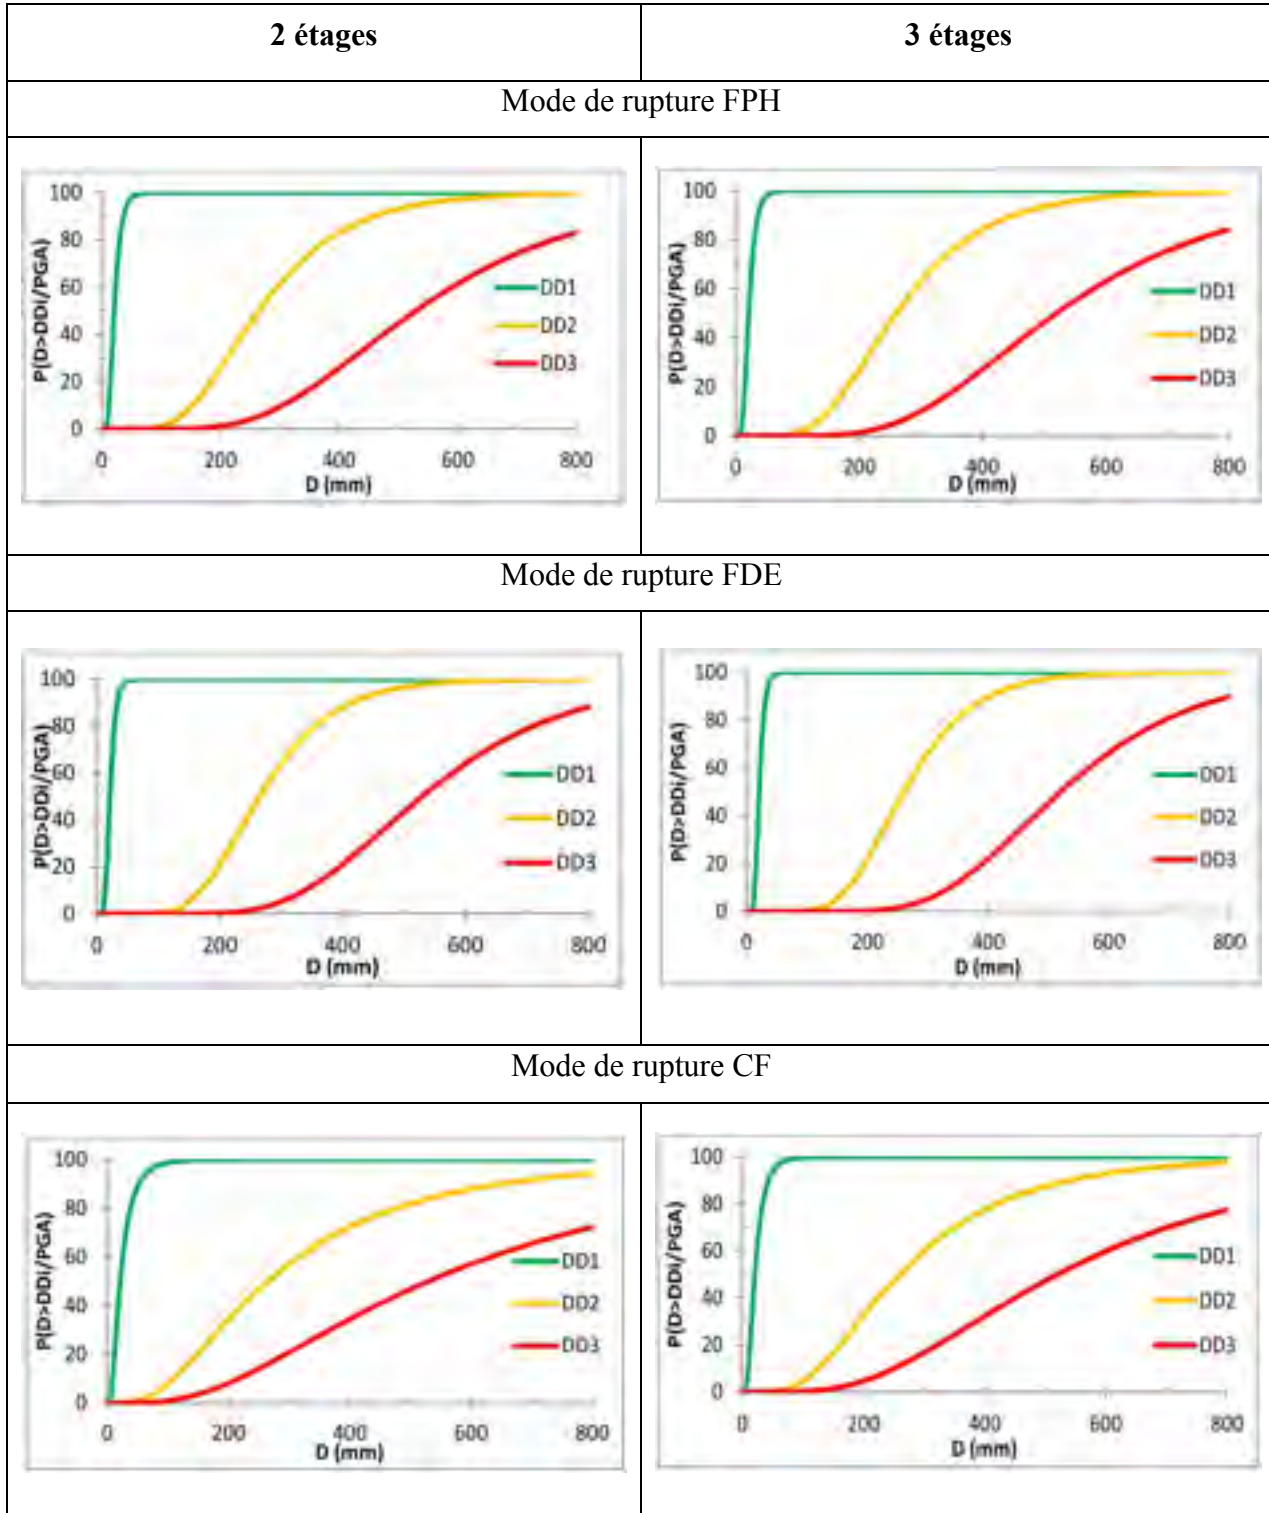 2 étages
3 étages
Mode de rupture FPH
P(D>DDi/PGA)
100
80
60
40
20
0
0 200 400 600 800
D (mm)
DD1
DD2
DD3
P(D>DDi/PGA)
100
80
60
40
20
0
0 200 400 600 800
D (mm)
DD1
DD2
DD3
Mode de rupture FDE
P(D>DDi/PGA)
100
80
60
40
20
0
0 200 400 600 800
D (mm)
DD1
DD2
DD3
P(D>DDi/PGA)
100
80
60
40
20
0
0 200 400 600 800
D (mm)
DD1
DD2
DD3
Mode de rupture CF
P(D>DDi/PGA)
100
80
60
40
20
0
0 200 400 600 800
D (mm)
DD1
DD2
DD3
P(D>DDi/PGA)
100
80
60
40
20
0
0 200 400 600 800
D (mm)
DD1
DD2
DD3